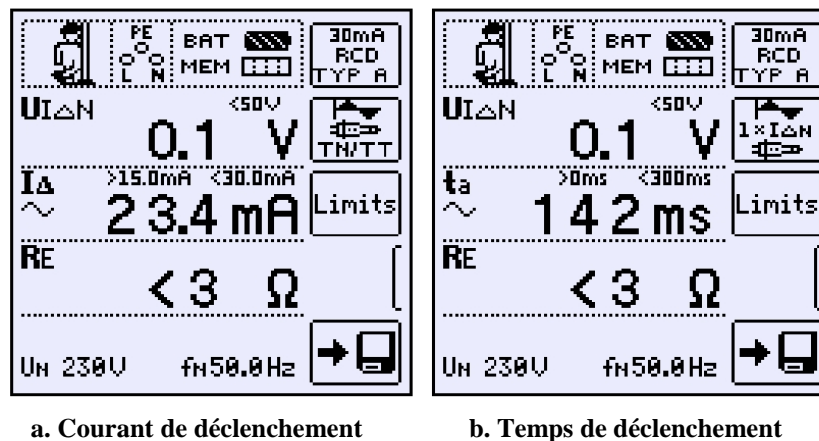 PE
L N
BAT
MEM
30mA
RCD
TYP A
UI△N
<50V
0.1 V
TN/TT
I∆
>15.0mA <30.0mA
23.4 mA
Limits
RE
<3 Ω
UN 230V fN50.0Hz
a. Courant de déclenchement
PE
L N
BAT
MEM
30mA
RCD
TYP A
UI△N
<50V
0.1 V
1×I∆N
ta
>0ms <300ms
142 ms
Limits
RE
<3 Ω
UN 230V fN50.0Hz
b. Temps de déclenchement